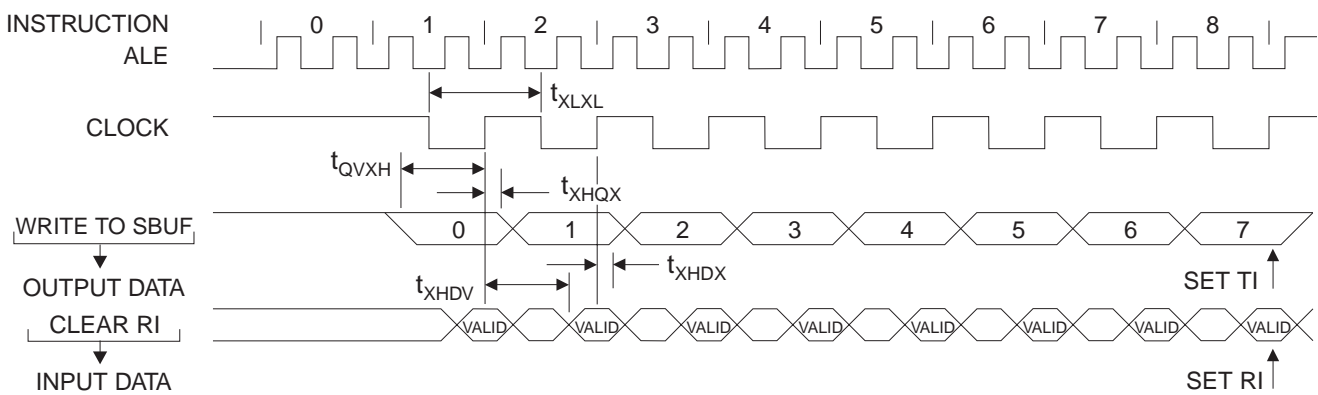 INSTRUCTION 0 1 2 3 4 5 6 7 8
ALE
tXLXL
CLOCK
tQVXH
tXHQX
WRITE TO SBUF
0 1 2 3 4 5 6 7
tXHDX
SET TI
OUTPUT DATA
tXHDV
CLEAR RI
VALID VALID VALID VALID VALID VALID VALID VALID
INPUT DATA
SET RI